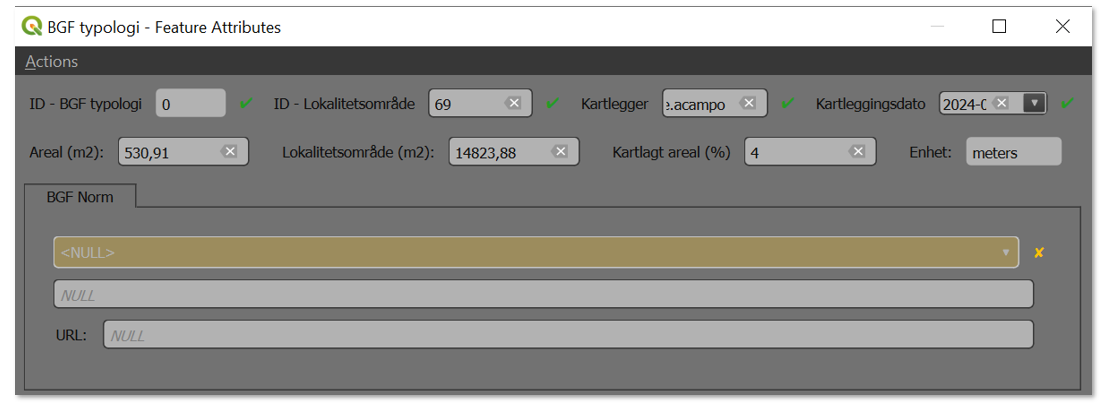 BGF typologi - Feature Attributes
Actions
ID - BGF typologi 0 ID - Lokalitetsområde 69 Kartlegger e.acampo Kartleggingsdato 2024-0
Areal (m2): 530,91 Lokalitetsområde (m2): 14823,88 Kartlagt areal (%) 4 Enhet: meters
BGF Norm
<NULL>
NULL
URL: NULL